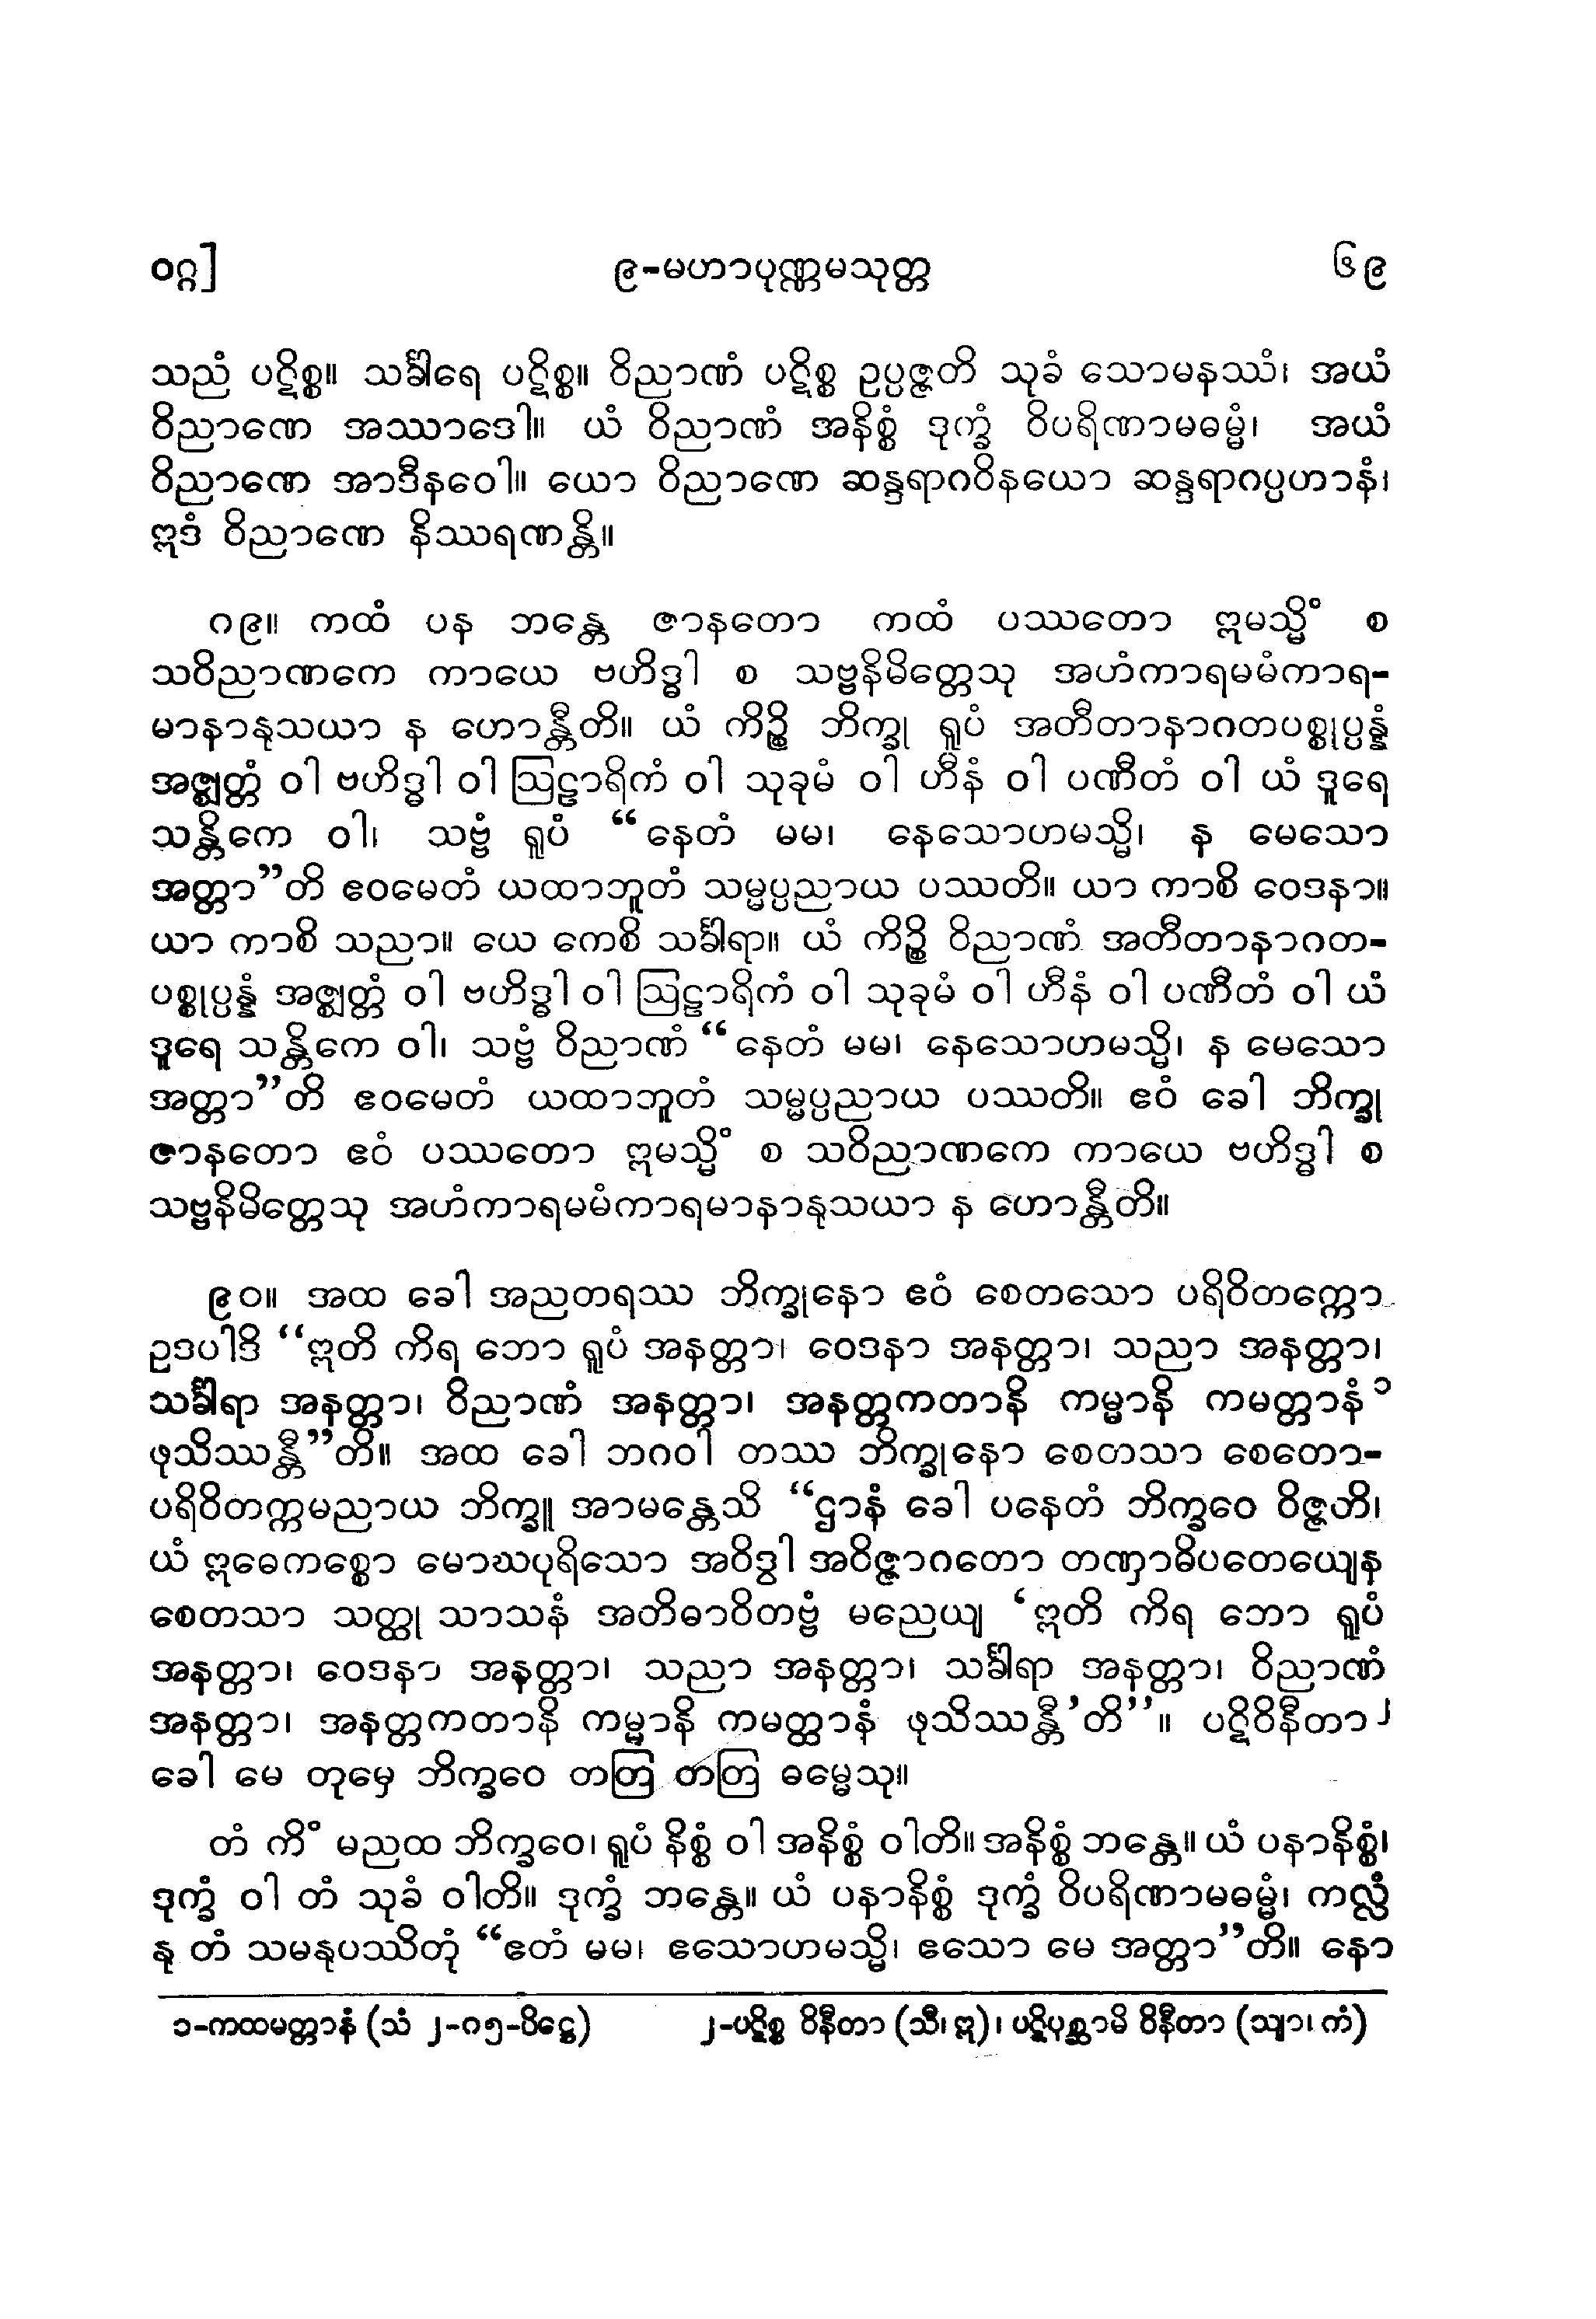 ၀ဂ္ဂ] ၉-မဟာပုဏ္ဏမသုတ္တ ၆၉
သညံ ပဋိစ္စ။ သင်္ခါရေ ပဋိစ္စ။ ဝိညာဏံ ပဋိစ္စ ဥပ္ပဇ္ဇတိ သုခံ သောမနဿံ၊ အယံ
ဝိညာဏေ အဿာဒေါ။ ယံ ဝိညာဏံ အနိစ္စံ ဒုက္ခံ ဝိပရိဏာမဓမ္မံ၊ အယံ
ဝိညာဏေ အာဒီနဝေါ။ ယော ဝိညာဏေ ဆန္ဒရာဂဝိနယော ဆန္ဒရာဂပ္ပဟာနံ၊
ဣဒံ ဝိညာဏေ နိဿရဏန္တိ။
၈၉။ ကထံ ပန ဘန္တေ ဇာနတော ကထံ ပဿတော ဣမသ္မိံ စ
သဝိညာဏကေ ကာယေ ဗဟိဒ္ဓါ စ သဗ္ဗနိမိတ္တေသု အဟံကာရမမံကာရ-
မာနာနုသယာ န ဟောန္တီတိ။ ယံ ကိဉ္စိ ဘိက္ခု ရူပံ အတီတာနာဂတပစ္စုပ္ပန္နံ
အဇ္ဈတ္တံ ဝါ ဗဟိဒ္ဓါ ဝါ ဩဠာရိကံ ဝါ သုခုမံ ဝါ ဟီနံ ဝါ ပဏီတံ ဝါ ယံ ဒူရေ
သန္တိကေ ဝါ၊ သဗ္ဗံ ရူပံ “နေတံ မမ၊ နေသောဟမသ္မိ၊ န မေသော
အတ္တာ”တိ ဧဝမေတံ ယထာဘူတံ သမ္မပ္ပညာယ ပဿတိ။ ယာ ကာစိ ဝေဒနာ။
ယာ ကာစိ သညာ။ ယေ ကေစိ သင်္ခါရာ။ ယံ ကိဉ္စိ ဝိညာဏံ အတီတာနာဂတ-
ပစ္စုပ္ပန္နံ အဇ္ဈတ္တံ ဝါ ဗဟိဒ္ဓါ ဝါ ဩဠာရိကံ ဝါ သုခုမံ ဝါ ဟီနံ ဝါ ပဏီတံ ဝါ ယံ
ဒူရေ သန္တိကေ ဝါ၊ သဗ္ဗံ ဝိညာဏံ “နေတံ မမ၊ နေသောဟမသ္မိ၊ န မေသော
အတ္တာ”တိ ဧဝမေတံ ယထာဘူတံ သမ္မပ္ပညာယ ပဿတိ။ ဧဝံ ခေါ ဘိက္ခု
ဇာနတော ဧဝံ ပဿတော ဣမသ္မိံ စ သဝိညာဏကေ ကာယေ ဗဟိဒ္ဓါ စ
သဗ္ဗနိမိတ္တေသု အဟံကာရမမံကာရမာနာနုသယာ န ဟောန္တီတိ။
၉၀။ အထ ခေါ အညတရဿ ဘိက္ခုနော ဧဝံ စေတသော ပရိဝိတက္ကော
ဥဒပါဒိ “ဣတိ ကိရ ဘော ရူပံ အနတ္တာ၊ ဝေဒနာ အနတ္တာ၊ သညာ အနတ္တာ၊
သင်္ခါရာ အနတ္တာ၊ ဝိညာဏံ အနတ္တာ၊ အနတ္တကတာနိ ကမ္မာနိ ကမတ္တာနံ ၁
ဖုသိဿန္တီ”တိ။ အထ ခေါ ဘဂဝါ တဿ ဘိက္ခုနော စေတသာ စေတော-
ပရိဝိတက္ကမညာယ ဘိက္ခူ အာမန္တေသိ “ဌာနံ ခေါ ပနေတံ ဘိက္ခဝေ ဝိဇ္ဇတိ၊
ယံ ဣဓေကစ္စော မောဃပုရိသော အဝိဒွါ အဝိဇ္ဇာဂတော တဏှာဓိပတေယျေန
စေတသာ သတ္ထု သာသနံ အတိဓာဝိတဗ္ဗံ မညေယျ ‘ဣတိ ကိရ ဘော ရူပံ
အနတ္တာ၊ ဝေဒနာ အနတ္တာ၊ သညာ အနတ္တာ၊ သင်္ခါရာ အနတ္တာ၊ ဝိညာဏံ
အနတ္တာ၊ အနတ္တကတာနိ ကမ္မာနိ ကမတ္ထာနံ ဖုသိဿန္တီ’တိ”။ ပဋိဝိနီတာ ၂
ခေါ မေ တုမှေ ဘိက္ခဝေ တတြ တတြ ဓမ္မေသု။
တံ ကိံ မညထ ဘိက္ခဝေ၊ ရူပံ နိစ္စံ ဝါ အနိစ္စံ ဝါတိ။ အနိစ္စံ ဘန္တေ။ ယံ ပနာနိစ္စံ၊
ဒုက္ခံ ဝါ တံ သုခံ ဝါတိ။ ဒုက္ခံ ဘန္တေ။ ယံ ပနာနိစ္စံ ဒုက္ခံ ဝိပရိဏာမဓမ္မံ၊ ကလ္လံ
နု တံ သမနုပဿိတုံ “ဧတံ မမ၊ ဧသောဟမသ္မိ၊ ဧသော မေ အတ္တာ”တိ။ နော
၁-ကထမတ္တာနံ (သံ ၂-၈၅-ပိဋ္ဌေ) ၂-ပဋိစ္စ ဝိနီတာ (သီ၊ ဣ)၊ ပဋိပုစ္ဆာမိ ဝိနီတာ (သျာ၊ ကံ)